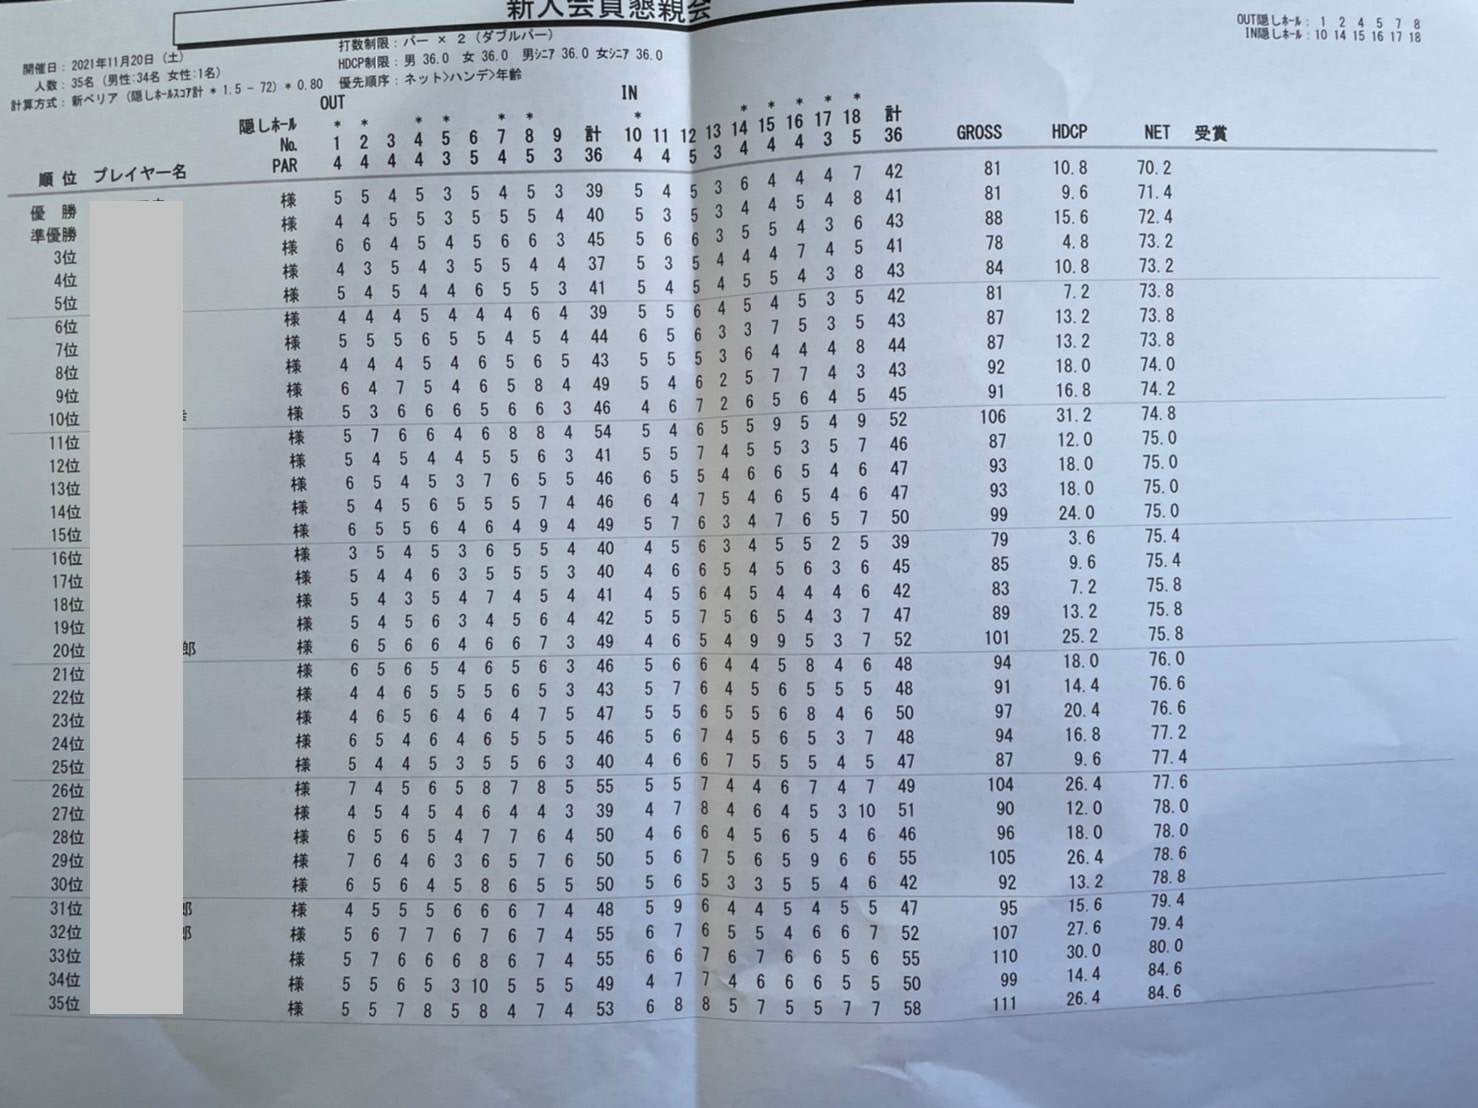 新入会員懇親会
OUT隠しホール: 1 2 4 5 7 8
IN隠しホール: 10 14 15 16 17 18
開催日: 2021年11月20日 (土) 打数制限: パー × 2 (ダブルパー)
人数: 35名 (男性:34名 女性:1名) HDCP制限: 男 36.0 女 36.0 男シニア 36.0 女シニア 36.0
計算方式: 新ペリア (隠しホールスコア計 * 1.5 - 72) * 0.80 優先順序: ネット>ハンデ>年齢
OUT IN
隠しホール * * * * * * * * * * * *
No. 1 2 3 4 5 6 7 8 9 計 10 11 12 13 14 15 16 17 18 計
順位 プレイヤー名 PAR 4 4 4 4 3 5 4 5 3 36 4 4 5 3 4 4 4 3 5 36 GROSS HDCP NET 受賞
優勝 様 5 5 4 5 3 5 4 5 3 39 5 4 5 3 6 4 4 4 7 42 81 10.8 70.2
準優勝 様 4 4 5 5 3 5 5 5 4 40 5 3 5 3 4 4 5 4 8 41 81 9.6 71.4
3位 様 6 6 4 5 4 5 6 6 3 45 5 6 6 3 5 5 4 3 6 43 88 15.6 72.4
4位 様 4 3 5 4 3 5 5 4 4 37 5 3 5 4 4 4 7 4 5 41 78 4.8 73.2
5位 様 5 4 5 4 4 6 5 5 3 41 5 4 5 4 5 5 4 3 8 43 84 10.8 73.2
6位 様 4 4 4 5 4 4 4 6 4 39 5 5 6 4 5 4 5 3 5 42 81 7.2 73.8
7位 様 5 5 5 6 5 5 4 5 4 44 6 5 6 3 3 7 5 3 5 43 87 13.2 73.8
8位 様 4 4 4 5 4 6 5 6 5 43 5 5 5 3 6 4 4 4 8 44 87 13.2 73.8
9位 様 6 4 7 5 4 6 5 8 4 49 5 4 6 2 5 7 7 4 3 43 92 18.0 74.0
10位 様 5 3 6 6 6 5 6 6 3 46 4 6 7 2 6 5 6 4 5 45 91 16.8 74.2
11位 様 5 7 6 6 4 6 8 8 4 54 5 4 6 5 5 9 5 4 9 52 106 31.2 74.8
12位 様 5 4 5 4 4 5 5 6 3 41 5 5 7 4 5 5 3 5 7 46 87 12.0 75.0
13位 様 6 5 4 5 3 7 6 5 5 46 6 5 5 4 6 6 5 4 6 47 93 18.0 75.0
14位 様 5 4 5 6 5 5 5 7 4 46 6 4 7 5 4 6 5 4 6 47 93 18.0 75.0
15位 様 6 5 5 6 4 6 4 9 4 49 5 7 6 3 4 7 6 5 7 50 99 24.0 75.0
16位 様 3 5 4 5 3 6 5 5 4 40 4 5 6 3 4 5 5 2 5 39 79 3.6 75.4
17位 様 5 4 4 6 3 5 5 5 3 40 4 6 6 5 4 5 6 3 6 45 85 9.6 75.4
18位 様 5 4 3 5 4 7 4 5 4 41 4 5 6 4 5 4 4 4 6 42 83 7.2 75.8
19位 様 5 4 5 6 3 4 5 6 4 42 5 5 7 5 6 5 4 3 7 47 89 13.2 75.8
20位 郎 様 6 5 6 6 4 6 6 7 3 49 4 6 5 4 9 9 5 3 7 52 101 25.2 75.8
21位 様 6 5 6 5 4 6 5 6 3 46 5 6 6 4 4 5 8 4 6 48 94 18.0 76.0
22位 様 4 4 6 5 5 5 6 5 3 43 5 7 6 4 5 6 5 5 5 48 91 14.4 76.6
23位 様 4 6 5 6 4 6 4 7 5 47 5 5 6 5 5 6 8 4 6 50 97 20.4 76.6
24位 様 6 5 4 6 4 6 5 5 5 46 5 6 7 4 5 6 5 3 7 48 94 16.8 77.2
25位 様 5 4 4 5 3 5 5 6 3 40 4 6 6 7 5 5 5 4 5 47 87 9.6 77.4
26位 様 7 4 5 6 5 8 7 8 5 55 5 5 7 4 4 6 7 4 7 49 104 26.4 77.6
27位 様 4 5 4 5 4 6 4 4 3 39 4 7 8 4 6 4 5 3 10 51 90 12.0 78.0
28位 様 6 5 6 5 4 7 7 6 4 50 4 6 6 4 5 6 5 4 6 46 96 18.0 78.0
29位 様 7 6 4 6 3 6 5 7 6 50 5 6 7 5 6 5 9 6 6 55 105 26.4 78.6
30位 様 6 5 6 4 5 8 6 5 5 50 5 6 5 3 3 5 5 4 6 42 92 13.2 78.8
31位 郎 様 4 5 5 5 6 6 6 7 4 48 5 9 6 4 4 5 4 5 5 47 95 15.6 79.4
32位 郎 様 5 6 7 7 6 7 6 7 4 55 6 7 6 5 5 4 6 6 7 52 107 27.6 79.4
33位 様 5 7 6 6 6 8 6 7 4 55 6 6 7 6 7 6 6 5 6 55 110 30.0 80.0
34位 様 5 5 6 5 3 10 5 5 5 49 4 7 7 4 6 6 6 5 5 50 99 14.4 84.6
35位 様 5 5 7 8 5 8 4 7 4 53 6 8 8 5 7 5 5 7 7 58 111 26.4 84.6